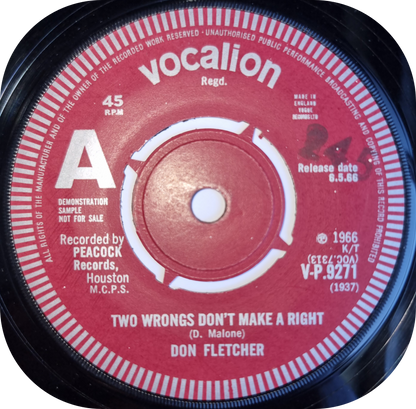 ALL RIGHTS OF THE MANUFACTURER AND OF THE OWNER OF THE RECORDED WORK RESERVED · UNAUTHORISED PUBLIC PERFORMANCE BROADCASTING AND COPYING OF THIS RECORD PROHIBITED
vocalion
Regd.
45
R.P.M
MADE IN
ENGLAND
VOGUE
RECORDS LTD
A
Release date
6.5.66
DEMONSTRATION
SAMPLE
NOT FOR SALE
Recorded by
PEACOCK
Records,
Houston
M.C.P.S.
℗ 1966
K/T
(VOC.7313)
V-P.9271
(1937)
TWO WRONGS DON'T MAKE A RIGHT
(D. Malone)
DON FLETCHER